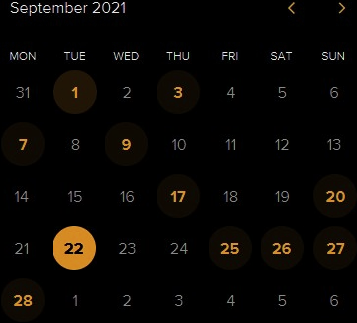 September 2021
MON TUE WED THU FRI SAT SUN
31 1 2 3 4 5 6
7 8 9 10 11 12 13
14 15 16 17 18 19 20
21 22 23 24 25 26 27
28 1 2 3 4 5 6